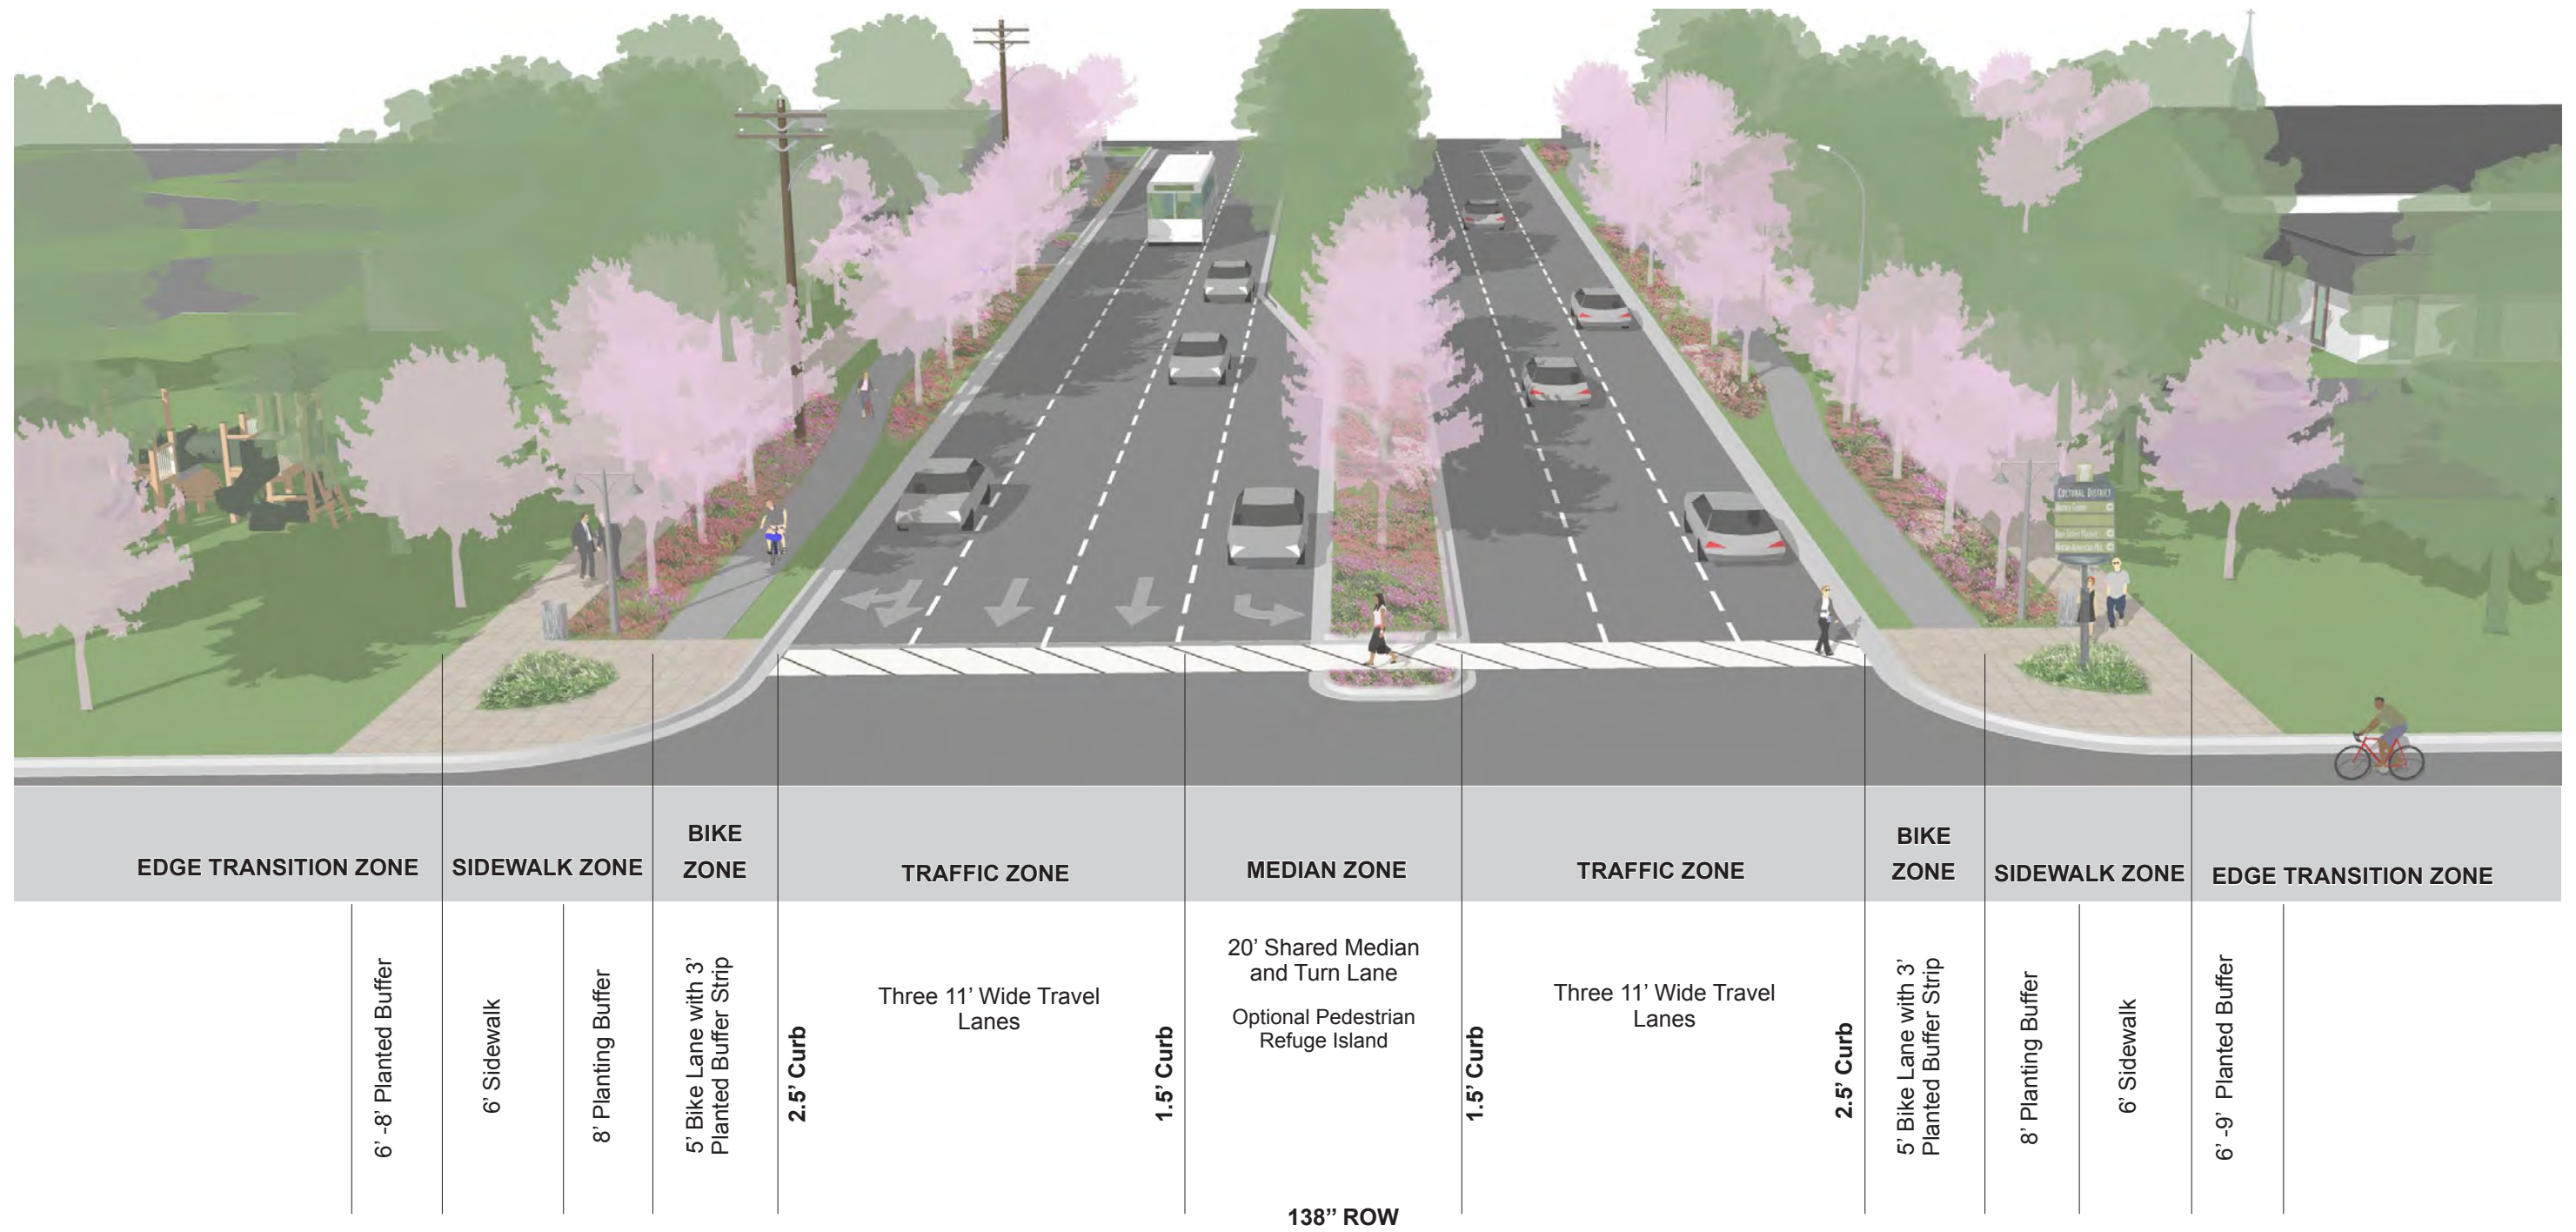 CULTURAL DISTRICT
EDGE TRANSITION ZONE
SIDEWALK ZONE
BIKE
ZONE
TRAFFIC ZONE
MEDIAN ZONE
TRAFFIC ZONE
BIKE
ZONE
SIDEWALK ZONE
EDGE TRANSITION ZONE
6’ -8’ Planted Buffer
6’ Sidewalk
8’ Planting Buffer
5’ Bike Lane with 3’
Planted Buffer Strip
2.5’ Curb
Three 11’ Wide Travel
Lanes
1.5’ Curb
20’ Shared Median
and Turn Lane
Optional Pedestrian
Refuge Island
1.5’ Curb
Three 11’ Wide Travel
Lanes
2.5’ Curb
5’ Bike Lane with 3’
Planted Buffer Strip
8’ Planting Buffer
6’ Sidewalk
6’ -9’ Planted Buffer
138” ROW